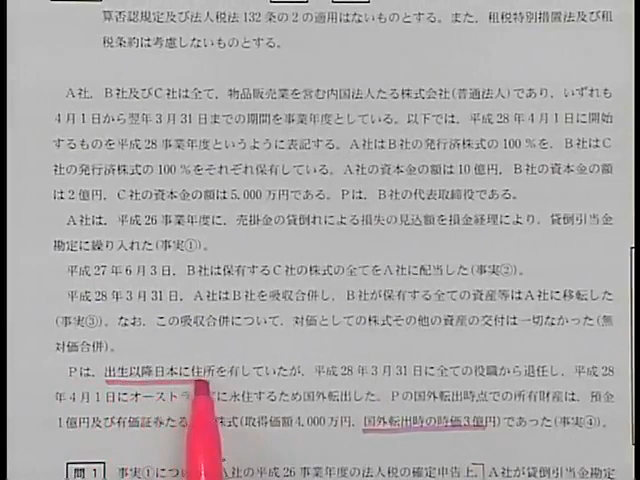 算否認規定及び法人税法132条の2の適用はないものとする。また，租税特別措置法及び租
税条約は考慮しないものとする。
A社，B社及びC社は全て，物品販売業を営む内国法人たる株式会社(普通法人)であり，いずれも
4月1日から翌年3月31日までの期間を事業年度としている。以下では，平成28年4月1日に開始
するものを平成28事業年度というように表記する。A社はB社の発行済株式の100％を，B社はC
社の発行済株式の100％をそれぞれ保有している。A社の資本金の額は10億円，B社の資本金の額
は2億円，C社の資本金の額は5,000万円である。Pは，B社の代表取締役である。
A社は，平成26事業年度に，売掛金の貸倒れによる損失の見込額を損金経理により，貸倒引当金
勘定に繰り入れた(事実①)。
平成27年6月3日，B社は保有するC社の株式の全てをA社に配当した(事実②)。
平成28年3月31日，A社はB社を吸収合併し，B社が保有する全ての資産等はA社に移転した
(事実③)。なお，この吸収合併について，対価としての株式その他の資産の交付は一切なかった(無
対価合併)。
Pは，出生以降日本に住所を有していたが，平成28年3月31日に全ての役職から退任し，平成28
年4月1日にオーストラ に永住するため国外転出した。Pの国外転出時点での所有財産は，預金
1億円及び有価証券たる 株式(取得価額4,000万円，国外転出時の時価3億円)であった(事実④)。
問1 事実①につ A社の平成26事業年度の法人税の確定申告上，A社が貸倒引当金勘定